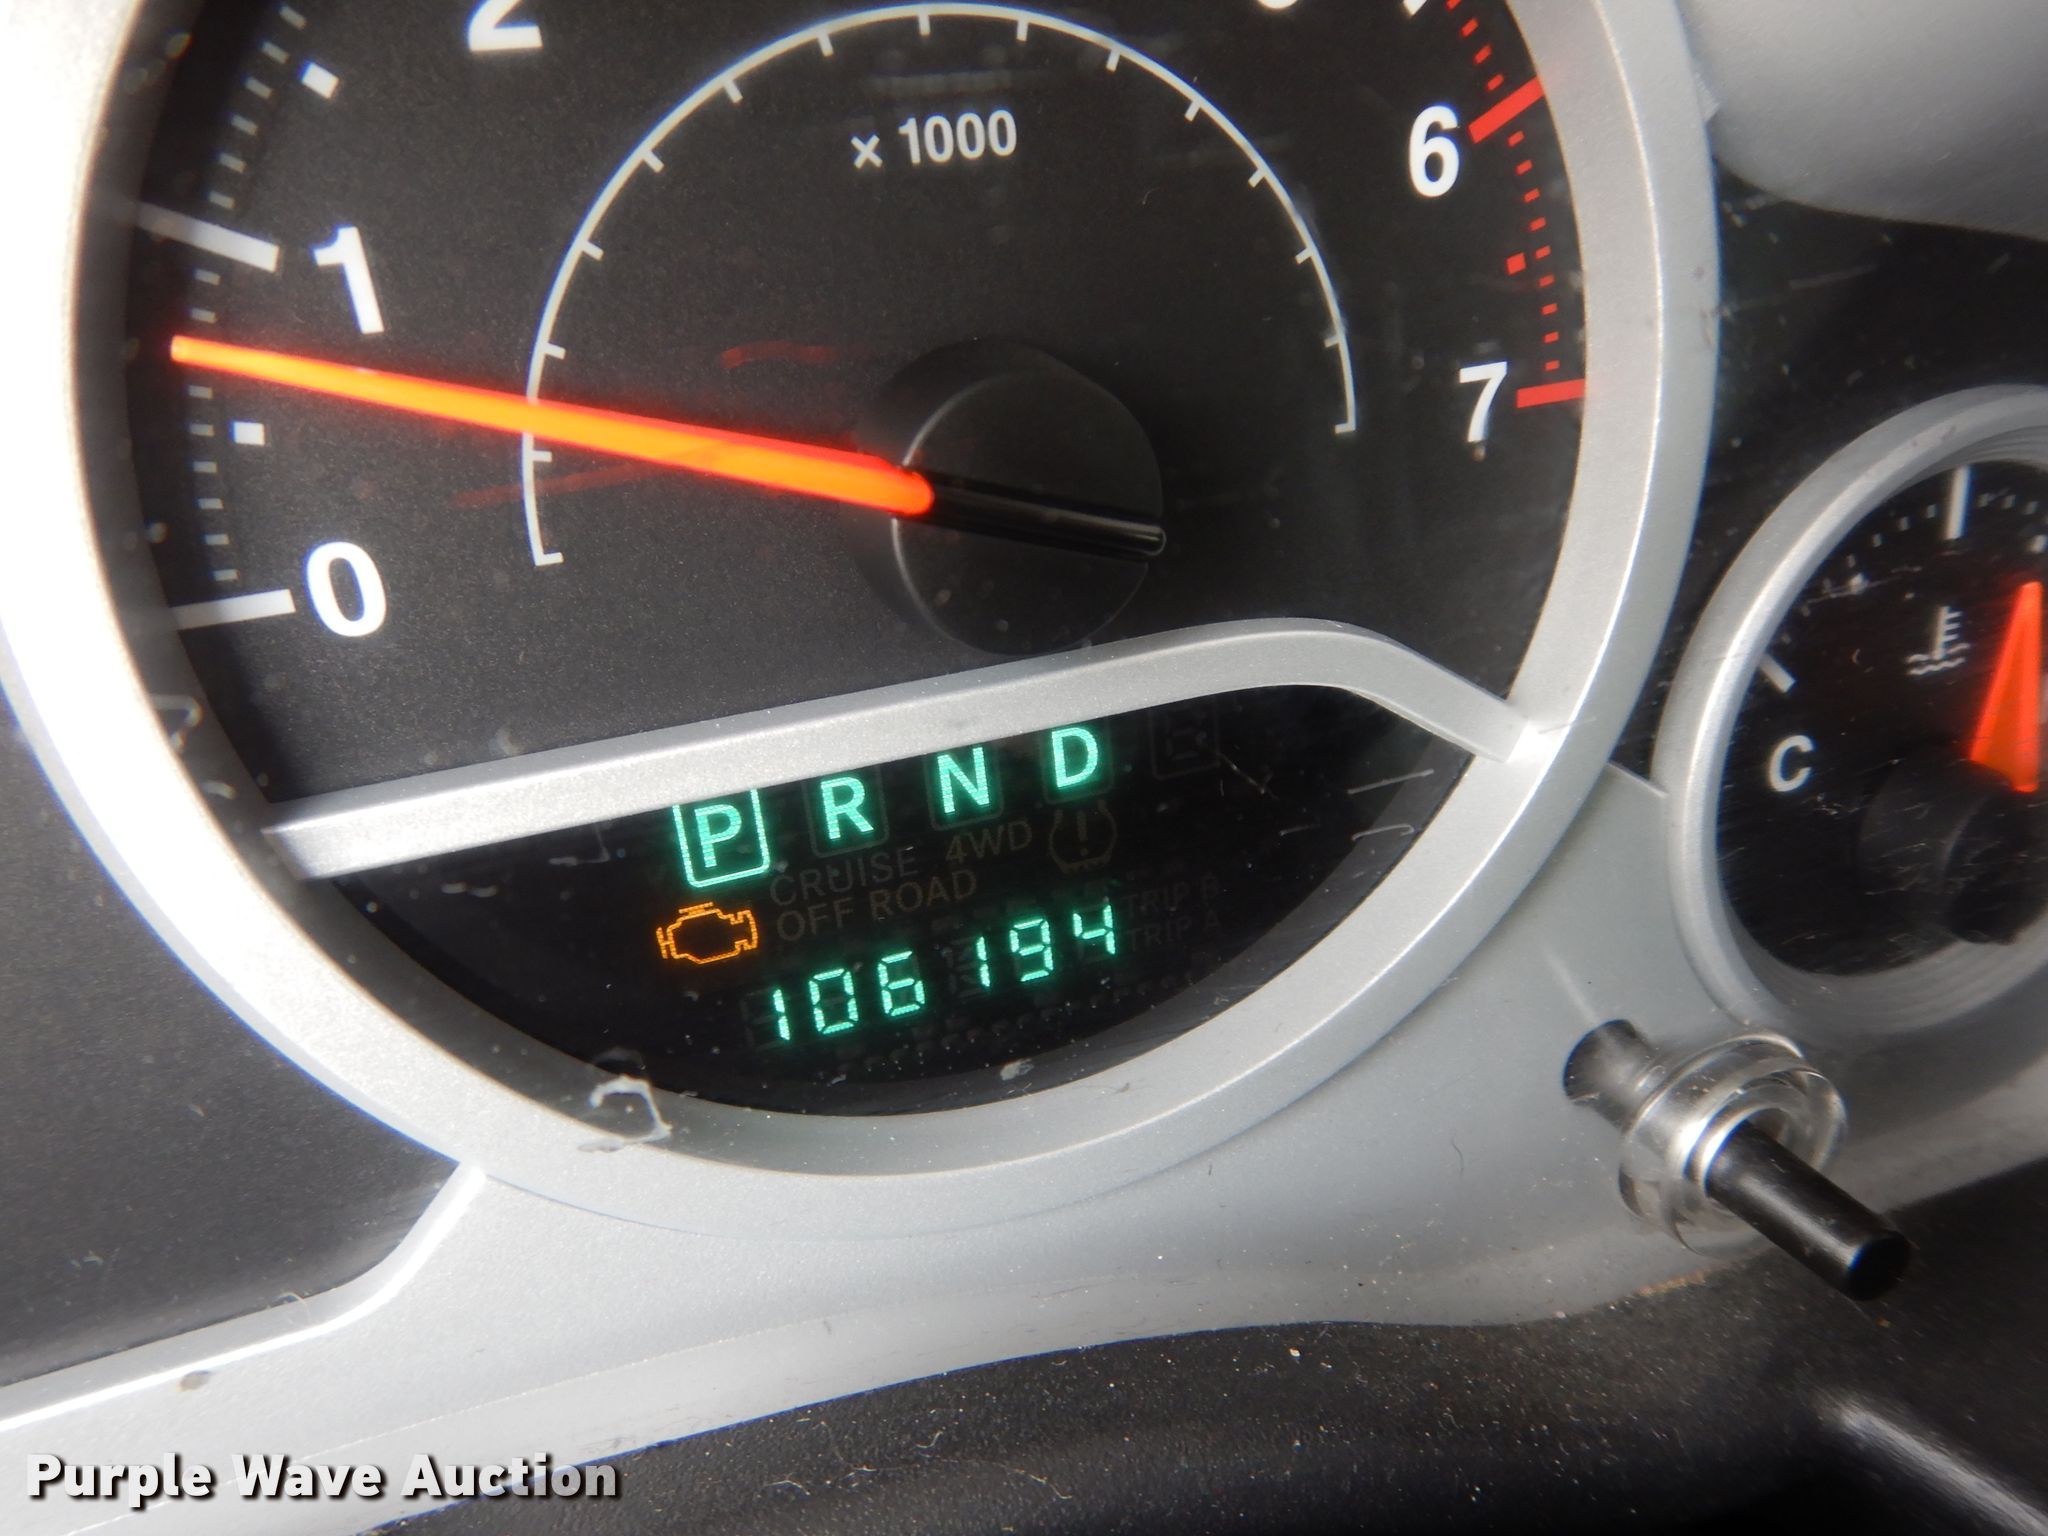 2
× 1000
6
1
7
0
P R N D E
C
CRUISE 4WD
OFF ROAD
TRIP B
TRIP A
106194
Purple Wave Auction